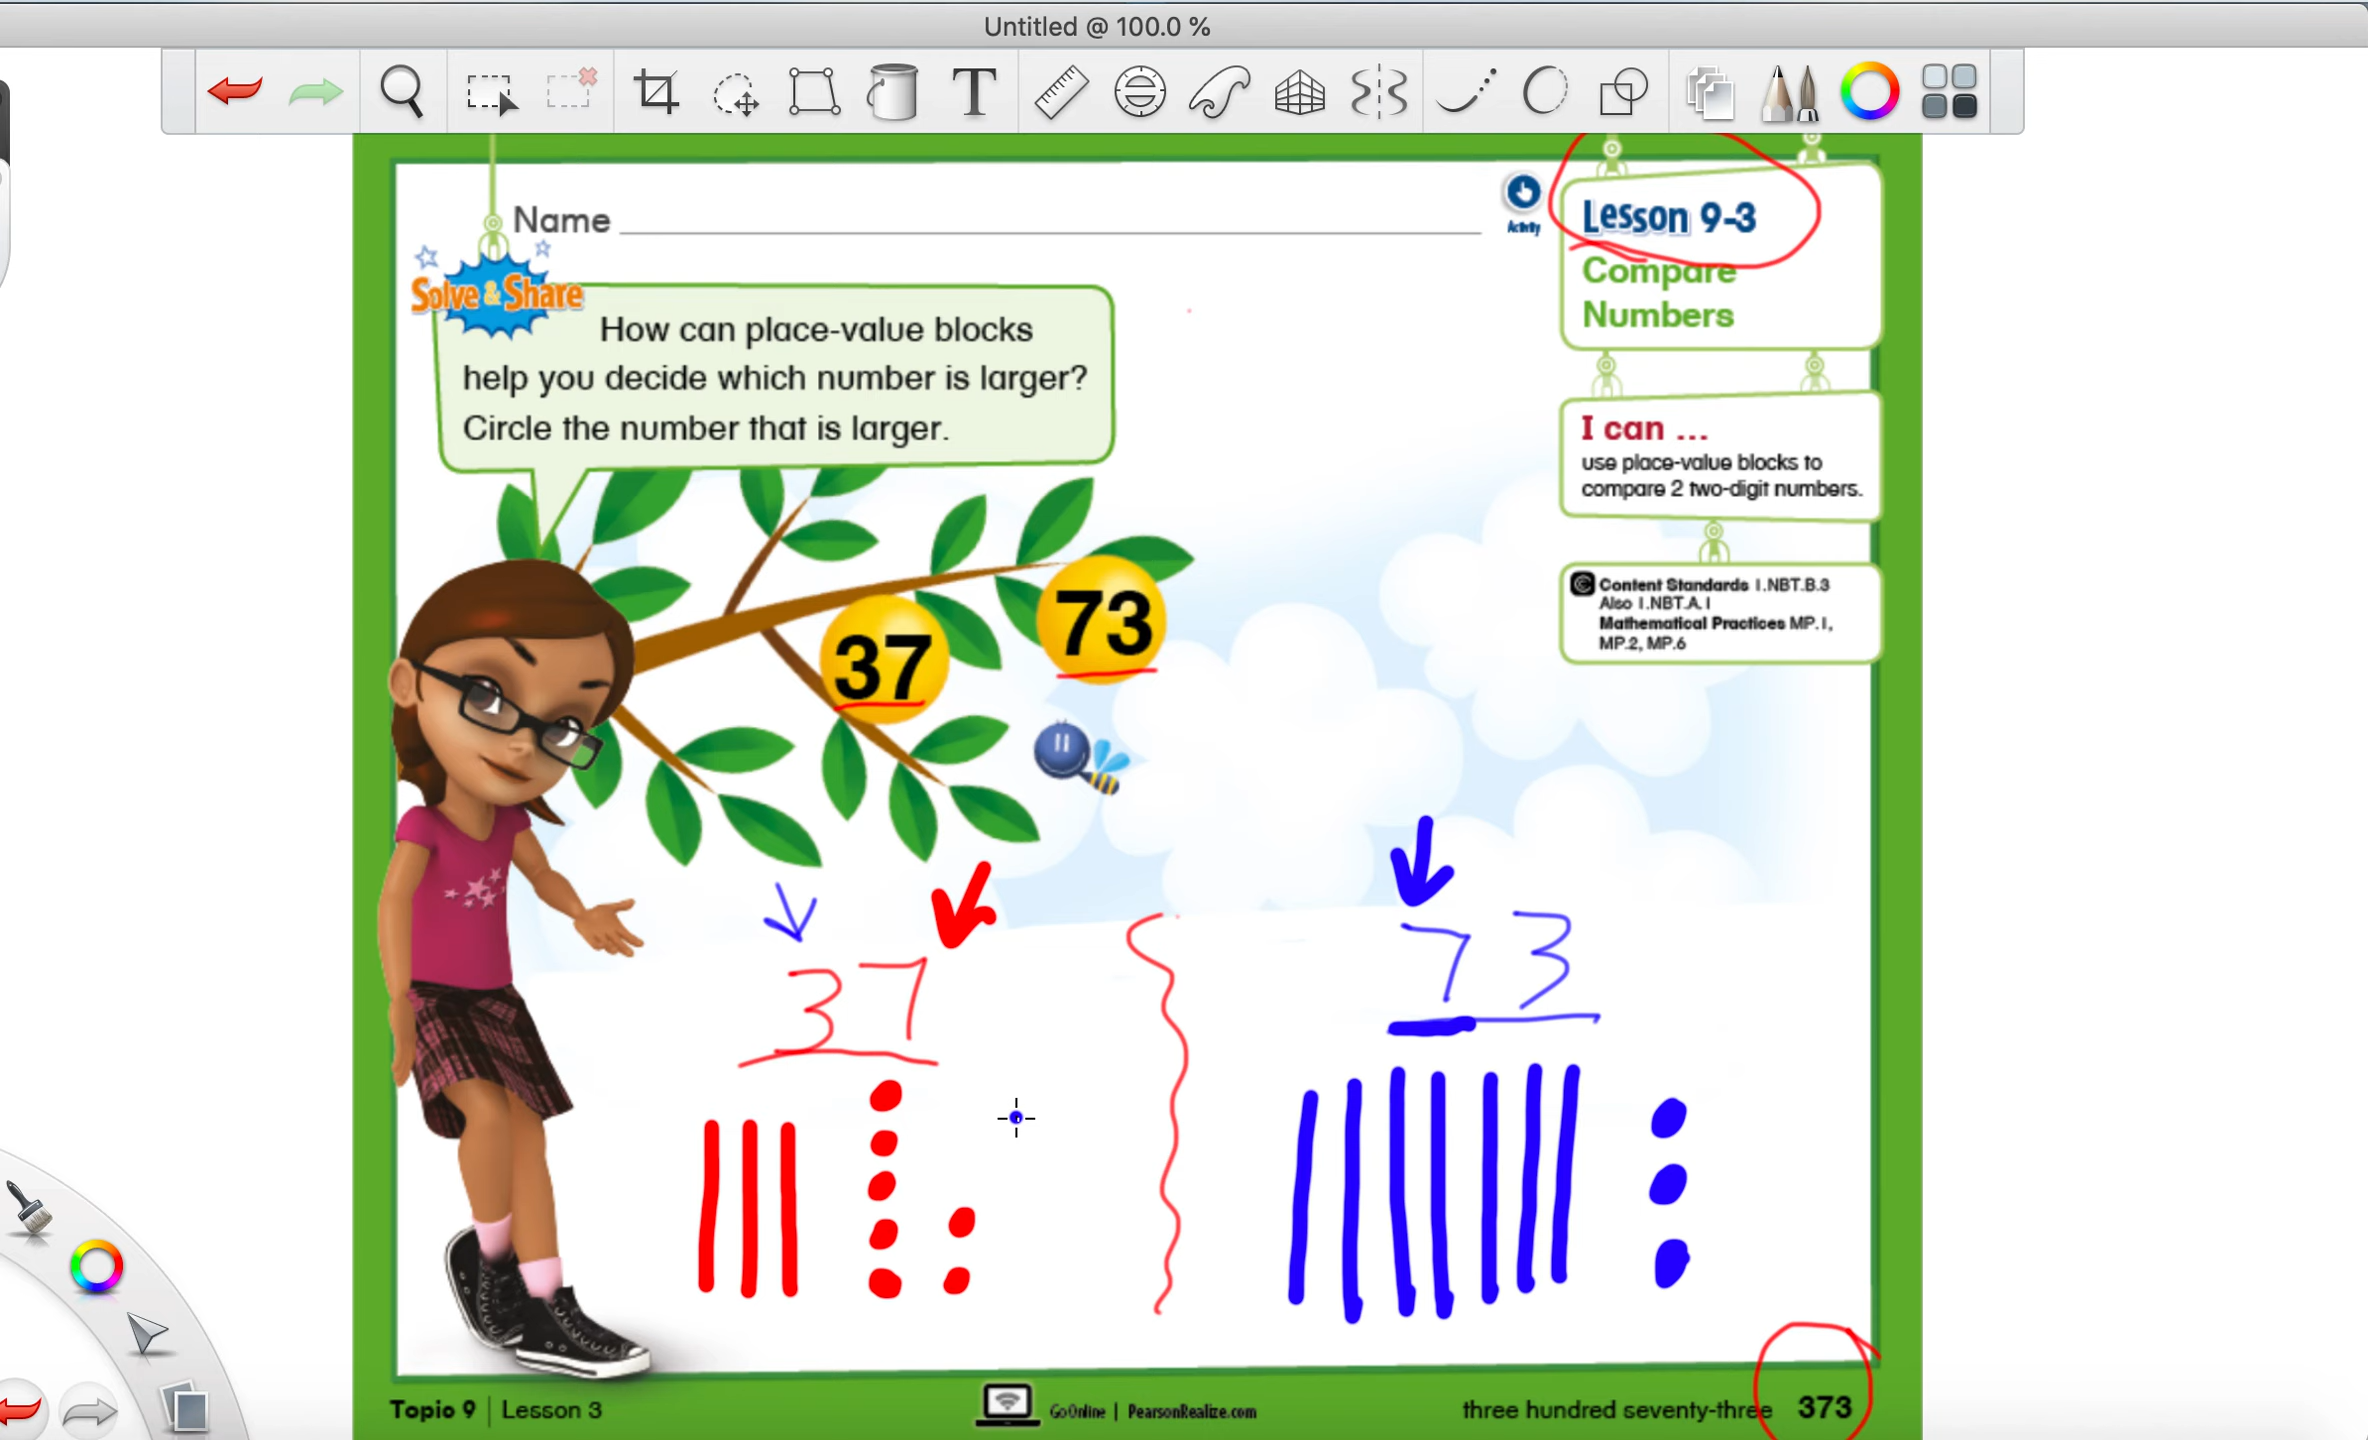 Untitled @ 100.0 %
T
Name
Activity
Lesson 9-3
Compare
Numbers
Solve & Share
How can place-value blocks
help you decide which number is larger?
Circle the number that is larger.
I can ...
use place-value blocks to
compare 2 two-digit numbers.
Content Standards 1.NBT.B.3
Also 1.NBT.A.1
Mathematical Practices MP.1,
MP.2, MP.6
37
73
37
73
Topic 9 | Lesson 3
Go Online | PearsonRealize.com
three hundred seventy-three 373